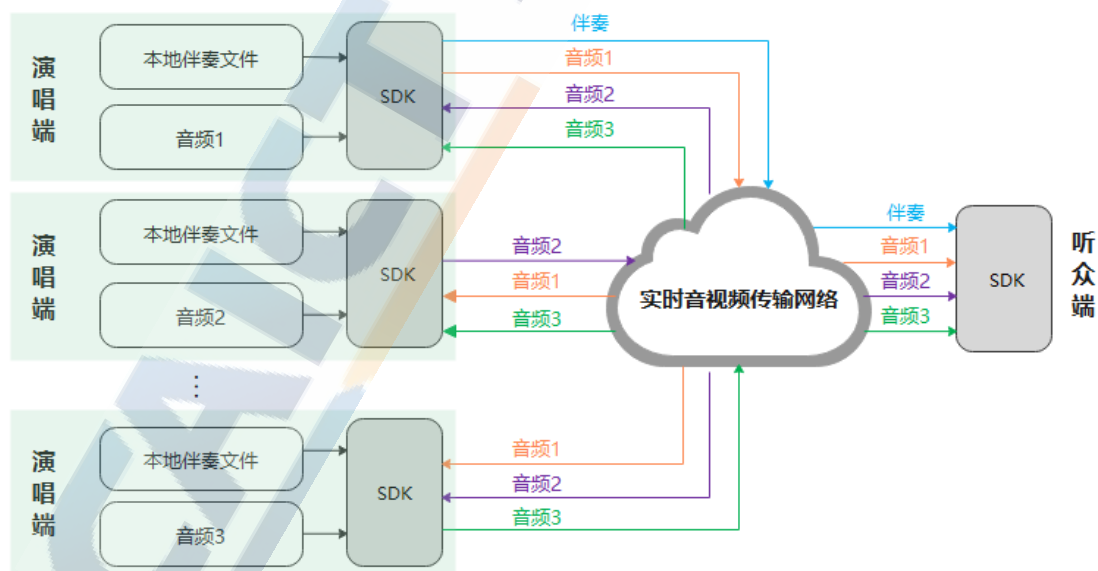 演唱端
本地伴奏文件
音频1
SDK
伴奏
音频1
音频2
音频3
演唱端
本地伴奏文件
音频2
SDK
音频2
音频1
音频3
实时音视频传输网络
伴奏
音频1
音频2
音频3
SDK
听众端
...
演唱端
本地伴奏文件
音频3
SDK
音频1
音频2
音频3
CAICT